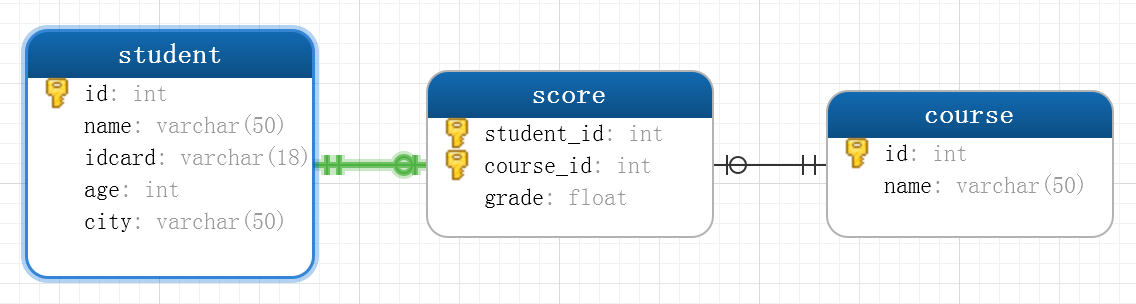 student
id: int
name: varchar(50)
idcard: varchar(18)
age: int
city: varchar(50)
score
student_id: int
course_id: int
grade: float
course
id: int
name: varchar(50)